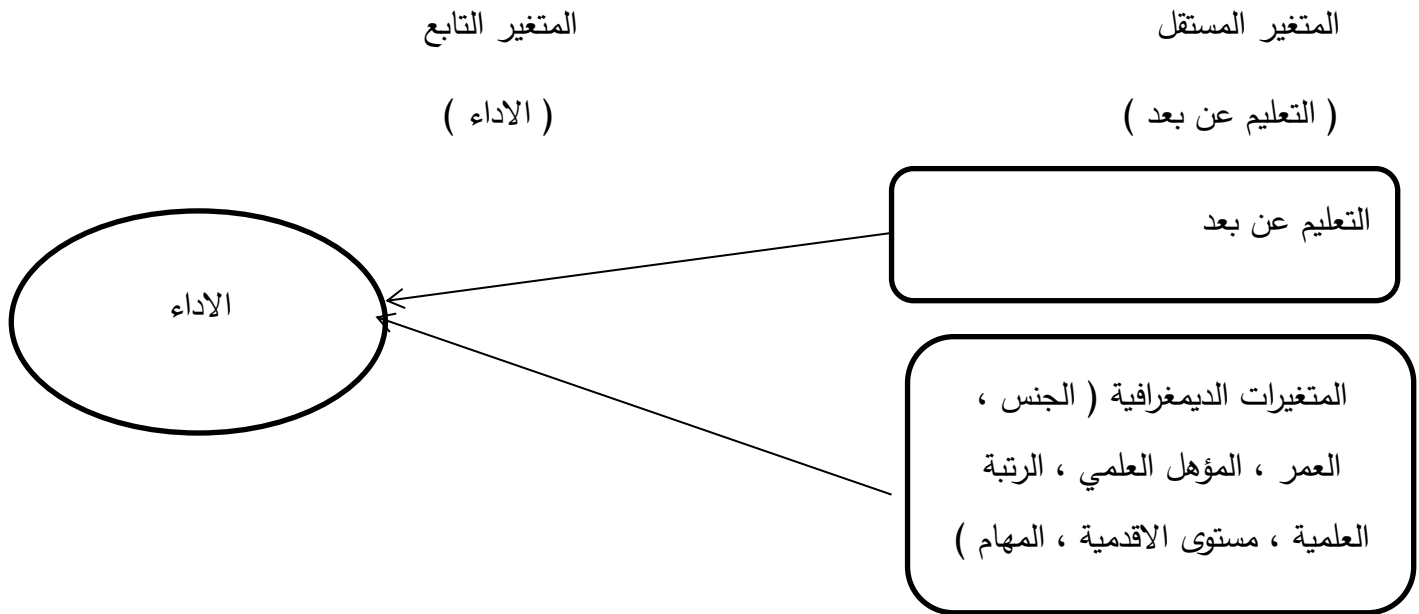 المتغير المستقل
المتغير التابع
( التعليم عن بعد )
( الاداء )
التعليم عن بعد
الاداء
المتغيرات الديمغرافية ( الجنس ،
العمر ، المؤهل العلمي ، الرتبة
العلمية ، مستوى الاقدمية ، المهام )